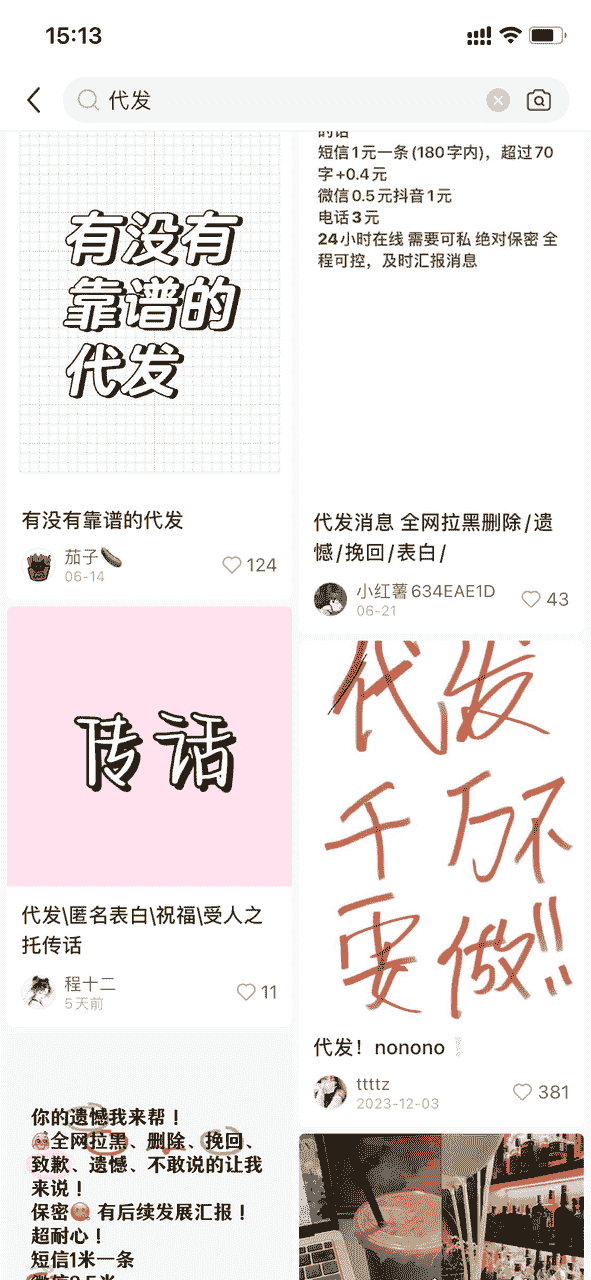 15:13
代发
有没有
靠谱的
代发
有没有靠谱的代发
茄子
06-14
124
的话
短信1元一条(180字内)，超过70
字+0.4元
微信0.5元抖音1元
电话3元
24小时在线 需要可私 绝对保密 全
程可控，及时汇报消息
代发消息 全网拉黑删除/遗
憾/挽回/表白/
小红薯634EAE1D
06-21
43
传话
代发\匿名表白\祝福\受人之
托传话
程十二
5天前
11
代发
千万不
要做!!
代发！nonono
ttttz
2023-12-03
381
你的遗憾我来帮！
全网拉黑、删除、挽回、
致歉、遗憾、不敢说的让我
来说！
保密 有后续发展汇报！
超耐心！
短信1米一条
微信0.5米